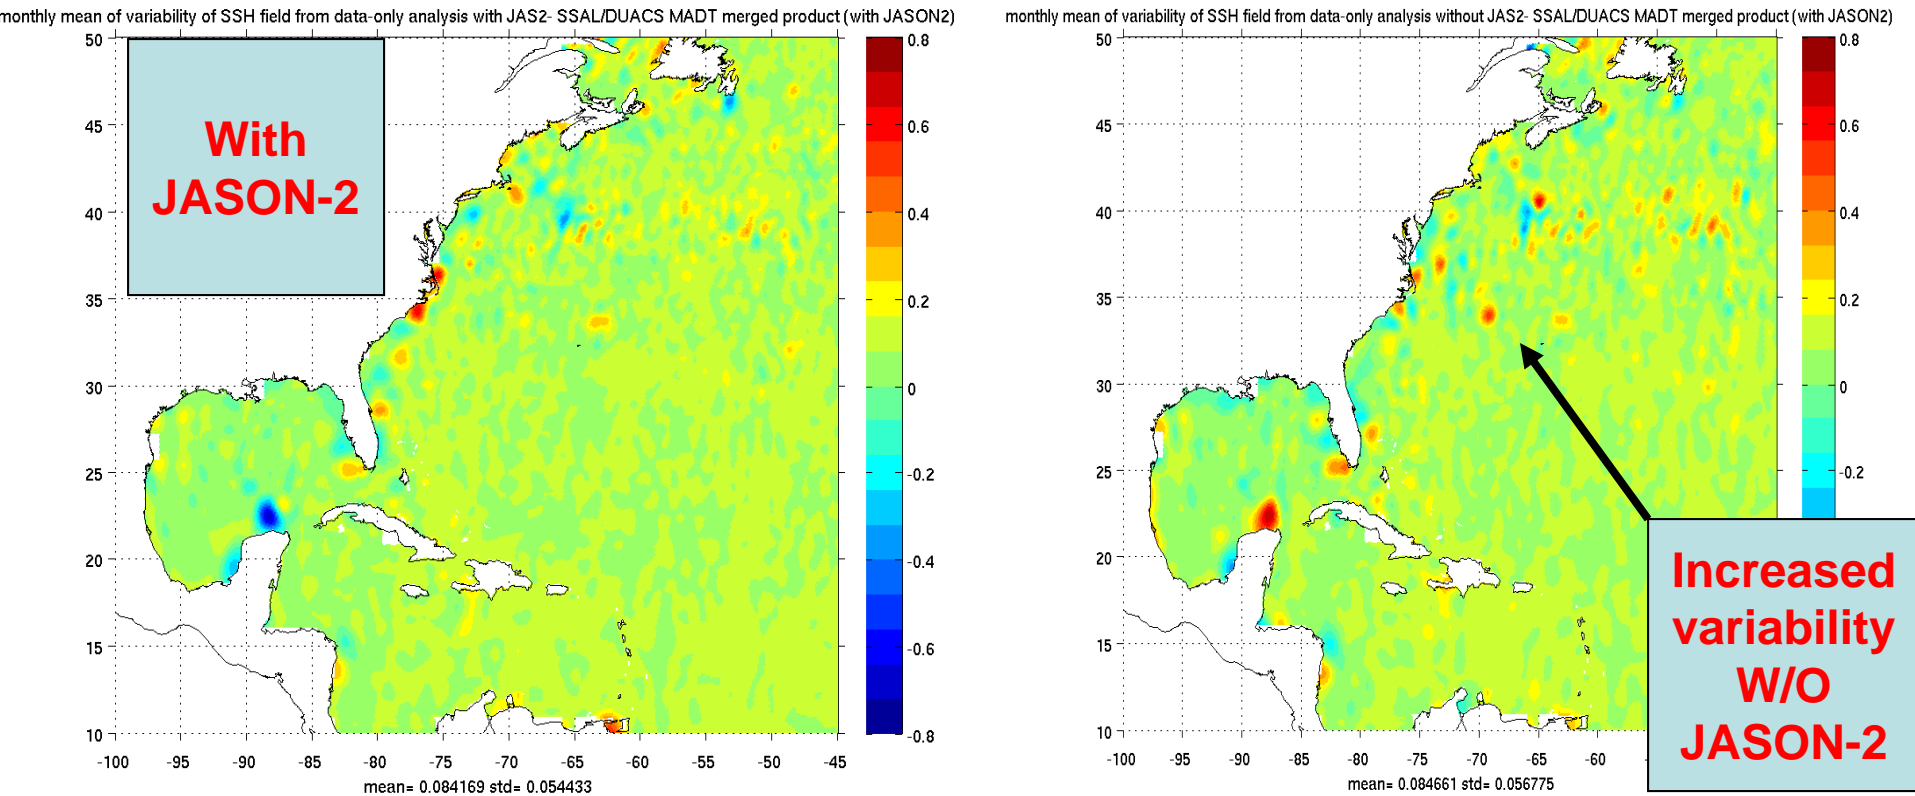 monthly mean of variability of SSH field from data-only analysis with JAS2- SSAL/DUACS MADT merged product (with JASON2)
50
45
40
35
30
25
20
15
10
-100 -95 -90 -85 -80 -75 -70 -65 -60 -55 -50 -45
mean= 0.084169 std= 0.054433
0.8
0.6
0.4
0.2
0
-0.2
-0.4
-0.6
-0.8
With
JASON-2
monthly mean of variability of SSH field from data-only analysis without JAS2- SSAL/DUACS MADT merged product (with JASON2)
50
45
40
35
30
25
20
15
10
-100 -95 -90 -85 -80 -75 -70 -65 -60
mean= 0.084661 std= 0.056775
0.8
0.6
0.4
0.2
0
-0.2
Increased
variability
W/O
JASON-2